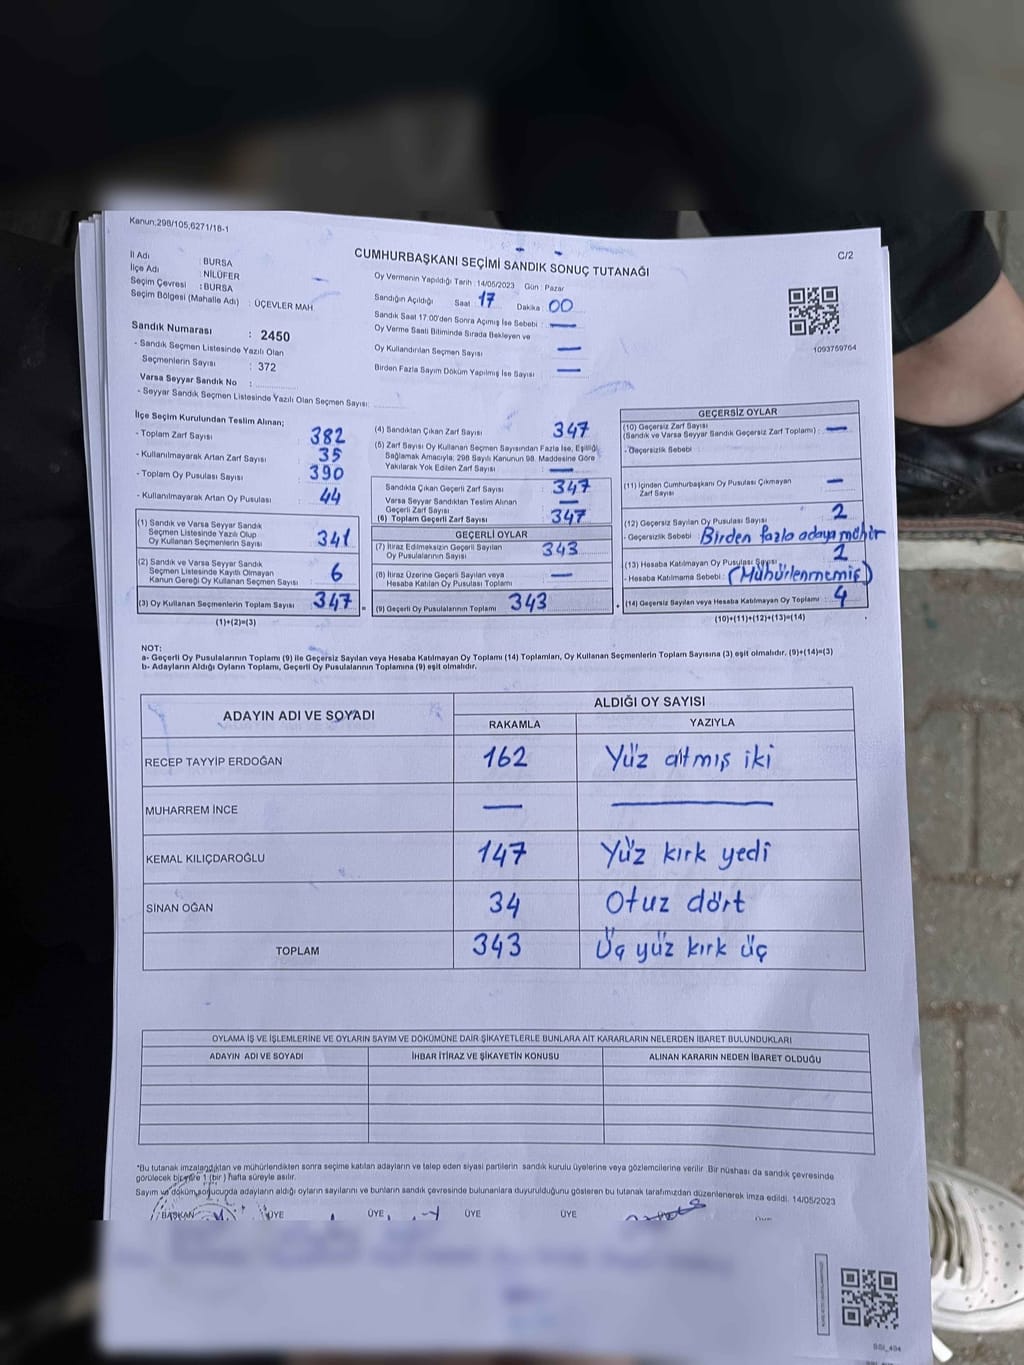 Kanun:298/105,6271/18-1
C/2
CUMHURBAŞKANI SEÇİMİ SANDIK SONUÇ TUTANAĞI
İl Adı : BURSA
İlçe Adı : NİLÜFER
Seçim Çevresi : BURSA
Seçim Bölgesi (Mahalle Adı) : ÜÇEVLER MAH
Sandık Numarası : 2450
- Sandık Seçmen Listesinde Yazılı Olan
Seçmenlerin Sayısı : 372
Varsa Seyyar Sandık No :
- Seyyar Sandık Seçmen Listesinde Yazılı Olan Seçmen Sayısı:
Oy Vermenin Yapıldığı Tarih :14/05/2023 Gün : Pazar
Sandığın Açıldığı Saat : 17 Dakika : 00
Sandık Saat 17.00'den Sonra Açımış İse Sebebi : —
Oy Verme Saati Bitiminde Sırada Bekleyen ve
Oy Kullandırılan Seçmen Sayısı —
Birden Fazla Sayım Döküm Yapılmış İse Sayısı : —
1093759764
İlçe Seçim Kurulundan Teslim Alınan;
- Toplam Zarf Sayısı 382
- Kullanılmayarak Artan Zarf Sayısı 35
- Toplam Oy Pusulası Sayısı 390
- Kullanılmayarak Artan Oy Pusulası 44
(1) Sandık ve Varsa Seyyar Sandık
Seçmen Listesinde Yazılı Olup
Oy Kullanan Seçmenlerin Sayısı 341
(2) Sandık ve Varsa Seyyar Sandık
Seçmen Listesinde Kayıtlı Olmayan
Kanun Gereği Oy Kullanan Seçmen Sayısı 6
(3) Oy Kullanan Seçmenlerin Toplam Sayısı 347 =
(1)+(2)=(3)
(4) Sandıktan Çıkan Zarf Sayısı 347
(5) Zarf Sayısı Oy Kullanan Seçmen Sayısından Fazla İse, Eşitliği
Sağlamak Amacıyla, 298 Sayılı Kanunun 98. Maddesine Göre
Yakılarak Yok Edilen Zarf Sayısı —
Sandıkta Çıkan Geçerli Zarf Sayısı 347
Varsa Seyyar Sandıktan Teslim Alınan
Geçerli Zarf Sayısı —
(6) Toplam Geçerli Zarf Sayısı 347
GEÇERLİ OYLAR
(7) İtiraz Edilmeksizin Geçerli Sayılan
Oy Pusulalarının Sayısı 343
(8) İtiraz Üzerine Geçerli Sayılan veya
Hesaba Katılan Oy Pusulası Toplamı —
(9) Geçerli Oy Pusulalarının Toplamı 343
GEÇERSİZ OYLAR
(10) Geçersiz Zarf Sayısı
(Sandık ve Varsa Seyyar Sandık Geçersiz Zarf Toplamı) : —
- Geçersizlik Sebebi :
(11) İçinden Cumhurbaşkanı Oy Pusulası Çıkmayan
Zarf Sayısı —
(12) Geçersiz Sayılan Oy Pusulası Sayısı 2
- Geçersizlik Sebebi : Birden fazla adaya mühür
(13) Hesaba Katılmayan Oy Pusulası Sayısı 2
- Hesaba Katılmama Sebebi : (Mühürlenmemiş)
(14) Geçersiz Sayılan veya Hesaba Katılmayan Oy Toplamı 4
(10)+(11)+(12)+(13)=(14)
NOT:
a- Geçerli Oy Pusulalarının Toplamı (9) ile Geçersiz Sayılan veya Hesaba Katılmayan Oy Toplamı (14) Toplamları, Oy Kullanan Seçmenlerin Toplam Sayısına (3) eşit olmalıdır. (9)+(14)=(3)
b- Adayların Aldığı Oyların Toplamı, Geçerli Oy Pusulalarının Toplamına (9) eşit olmalıdır.
ADAYIN ADI VE SOYADI ALDIĞI OY SAYISI
RAKAMLA YAZIYLA
RECEP TAYYİP ERDOĞAN 162 Yüz altmış iki
MUHARREM İNCE — —
KEMAL KILIÇDAROĞLU 147 Yüz kırk yedi
SİNAN OĞAN 34 Otuz dört
TOPLAM 343 Üç yüz kırk üç
OYLAMA İŞ VE İŞLEMLERİNE VE OYLARIN SAYIM VE DÖKÜMÜNE DAİR ŞİKAYETLERLE BUNLARA AİT KARARLARIN NELERDEN İBARET BULUNDUKLARI
ADAYIN ADI VE SOYADI İHBAR İTİRAZ VE ŞİKAYETİN KONUSU ALINAN KARARIN NEDEN İBARET OLDUĞU
*Bu tutanak imzalandıktan ve mühürlendikten sonra seçime katılan adayların ve talep eden siyasi partilerin sandık kurulu üyelerine veya gözlemcilerine verilir. Bir nüshası da sandık çevresinde
görülecek bir yere 1 (bir) hafta süreyle asılır.
Sayım ve döküm sonucunda adayların aldığı oyların sayılarını ve bunların sandık çevresinde bulunanlara duyurulduğunu gösteren bu tutanak tarafımızdan düzenlenerek imza edildi. 14/05/2023
BAŞKAN ÜYE ÜYE ÜYE ÜYE